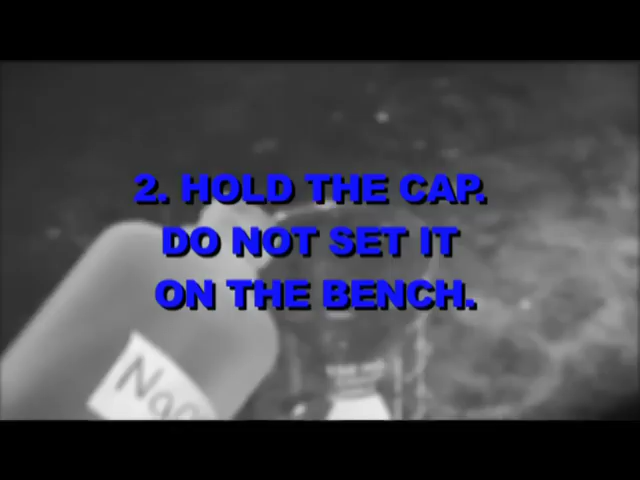 2. HOLD THE CAP.
DO NOT SET IT
ON THE BENCH.